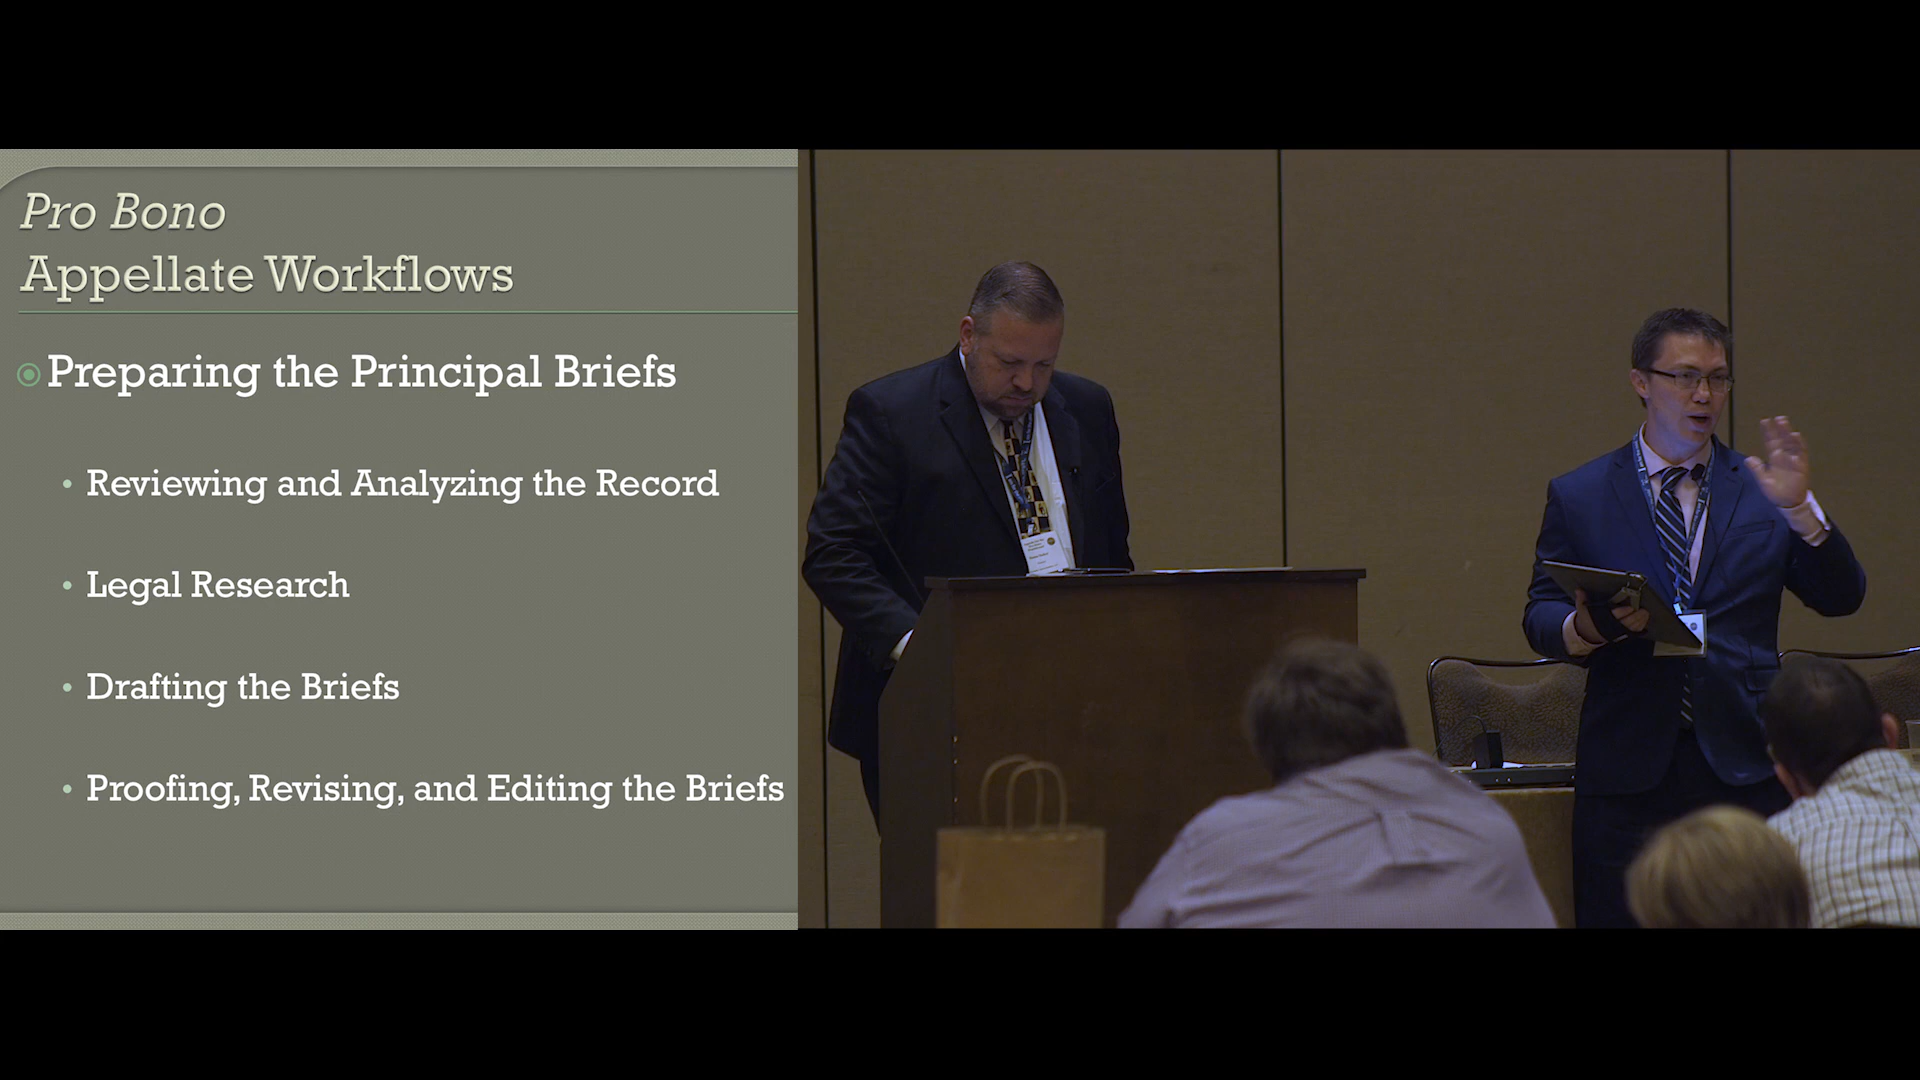 Pro Bono
Appellate Workflows
Preparing the Principal Briefs
• Reviewing and Analyzing the Record
• Legal Research
• Drafting the Briefs
• Proofing, Revising, and Editing the Briefs